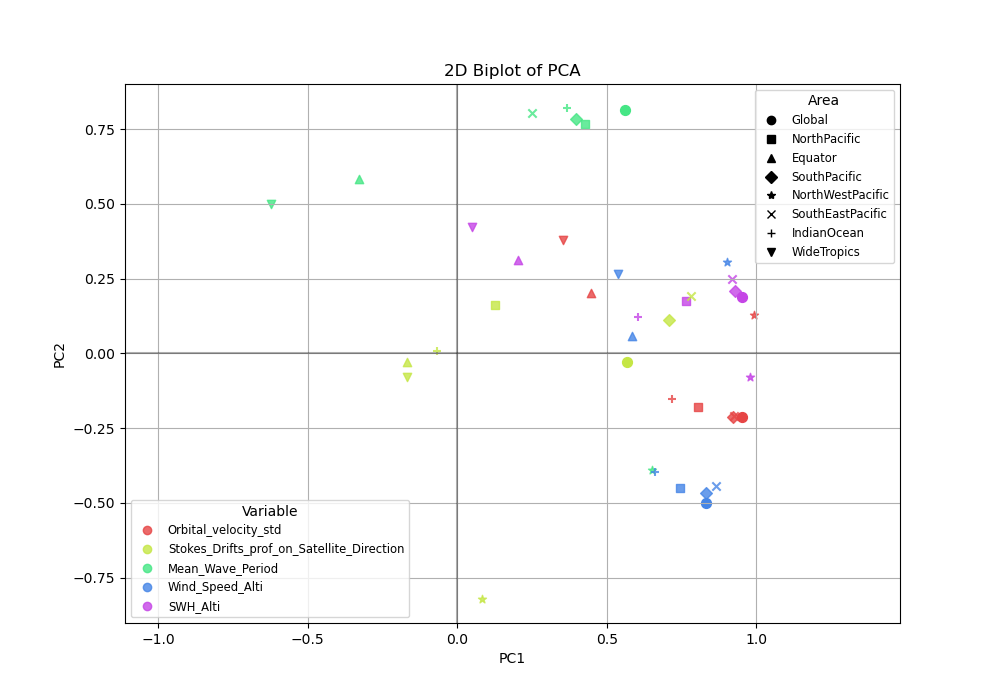 2D Biplot of PCA
Area
Global
NorthPacific
Equator
SouthPacific
NorthWestPacific
SouthEastPacific
IndianOcean
WideTropics
0.75
0.50
0.25
0.00
−0.25
−0.50
−0.75
PC2
Variable
Orbital_velocity_std
Stokes_Drifts_prof_on_Satellite_Direction
Mean_Wave_Period
Wind_Speed_Alti
SWH_Alti
−1.0 −0.5 0.0 0.5 1.0
PC1